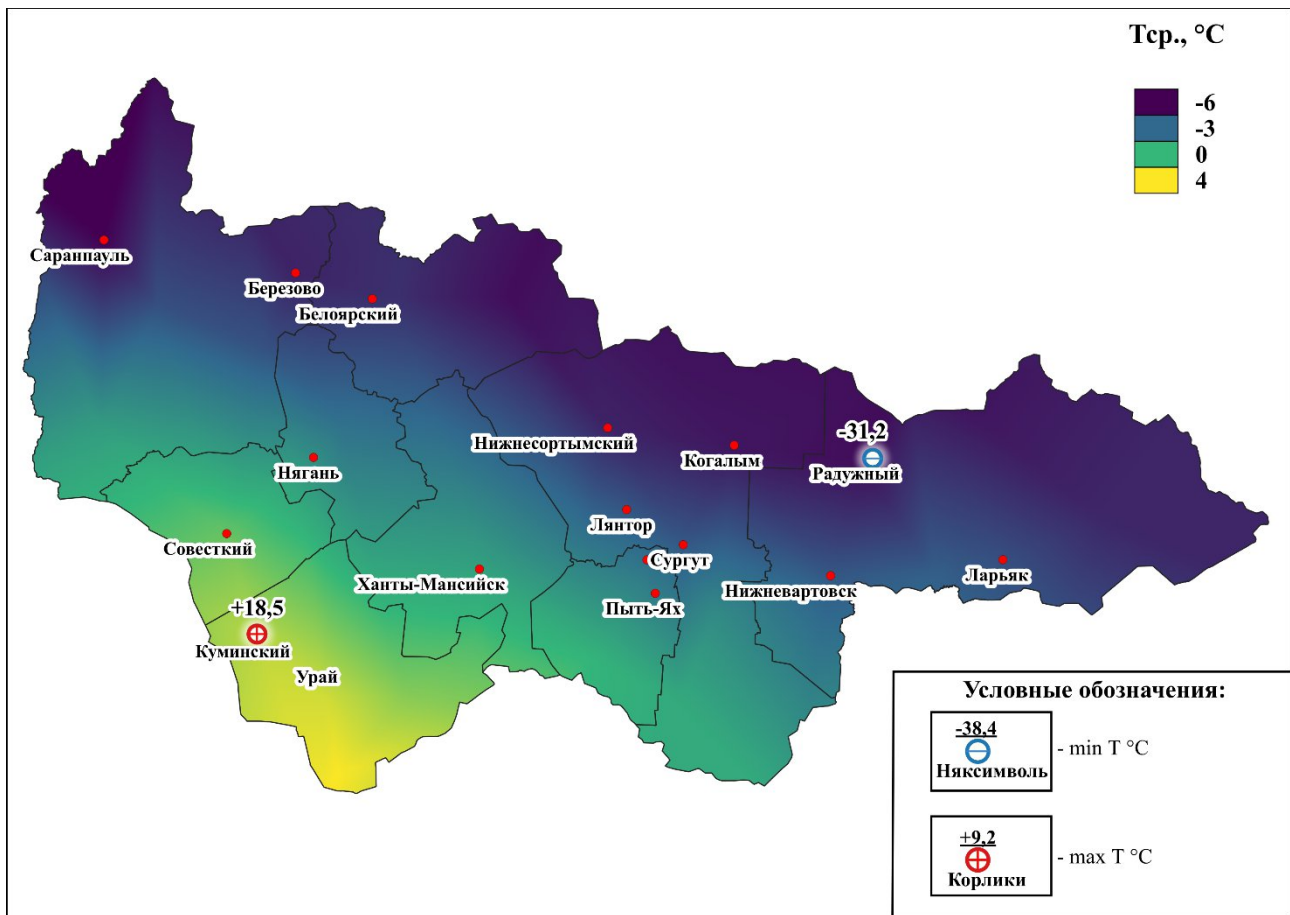 Тср., °С
-6
-3
0
4
Саранпауль
Березово
Белоярский
Нижнесортымский
Когалым
-31,2
Радужный
Нягань
Совесткий
Лянтор
Сургут
Ханты-Мансийск
Пыть-Ях
Нижневартовск
Ларьяк
+18,5
Куминский
Урай
Условные обозначения:
-38,4
Няксимволь
- min T °C
+9,2
Корлики
- max T °C